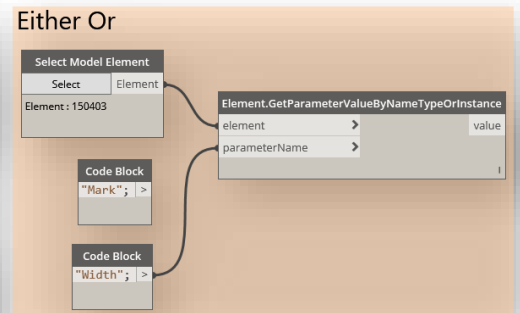 Either Or
Select Model Element
Select Element
Element : 150403
Element.GetParameterValueByNameTypeOrInstance
element > value
parameterName >
l
Code Block
"Mark"; >
Code Block
"Width"; >